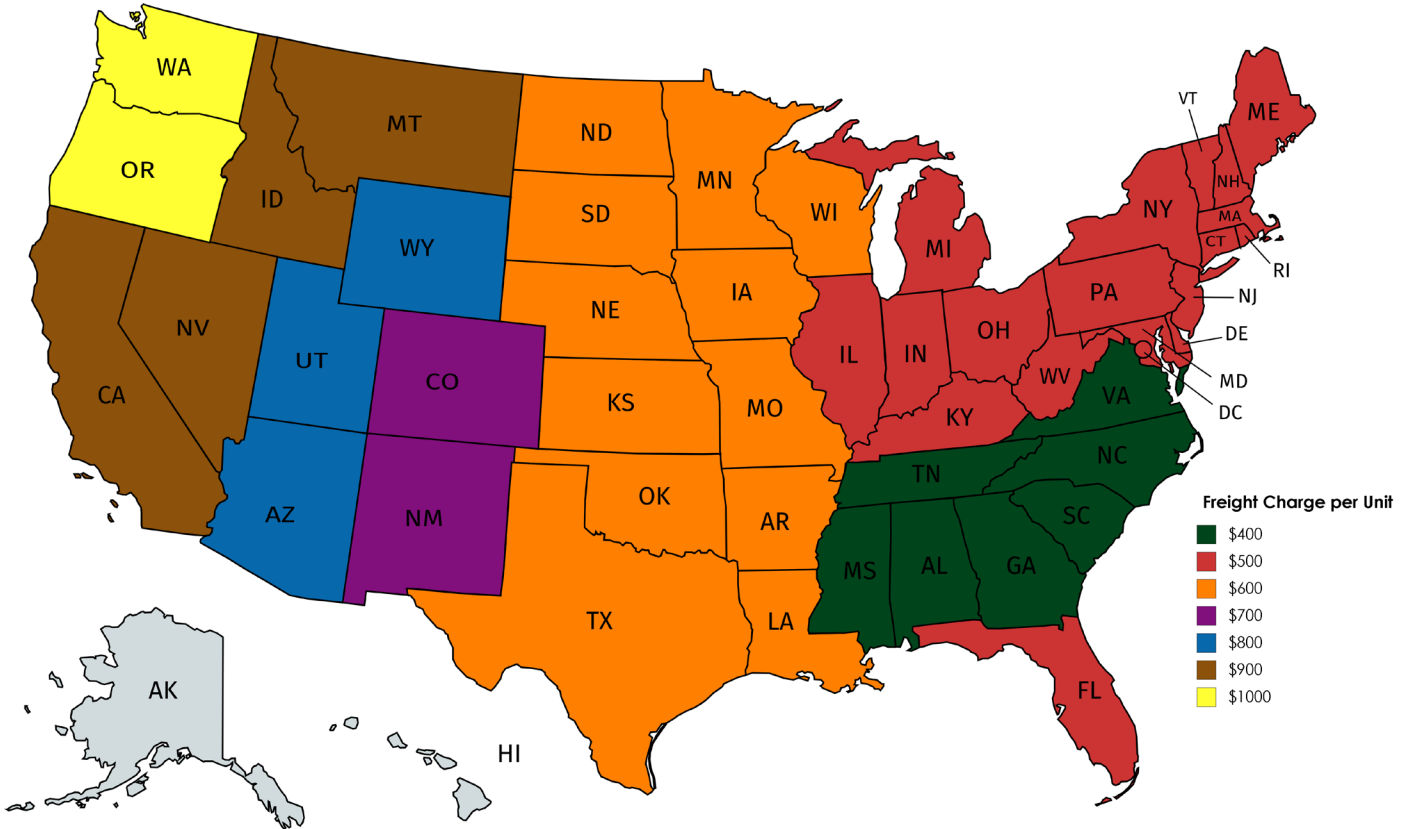 WA
OR
CA
NV
ID
MT
WY
UT
AZ
CO
NM
ND
SD
NE
KS
OK
TX
MN
IA
MO
AR
LA
WI
IL
IN
MI
OH
KY
WV
TN
MS
AL
GA
SC
NC
VA
FL
PA
NY
VT
NH
ME
MA
CT
RI
NJ
DE
MD
DC
AK
HI
Freight Charge per Unit
$400
$500
$600
$700
$800
$900
$1000